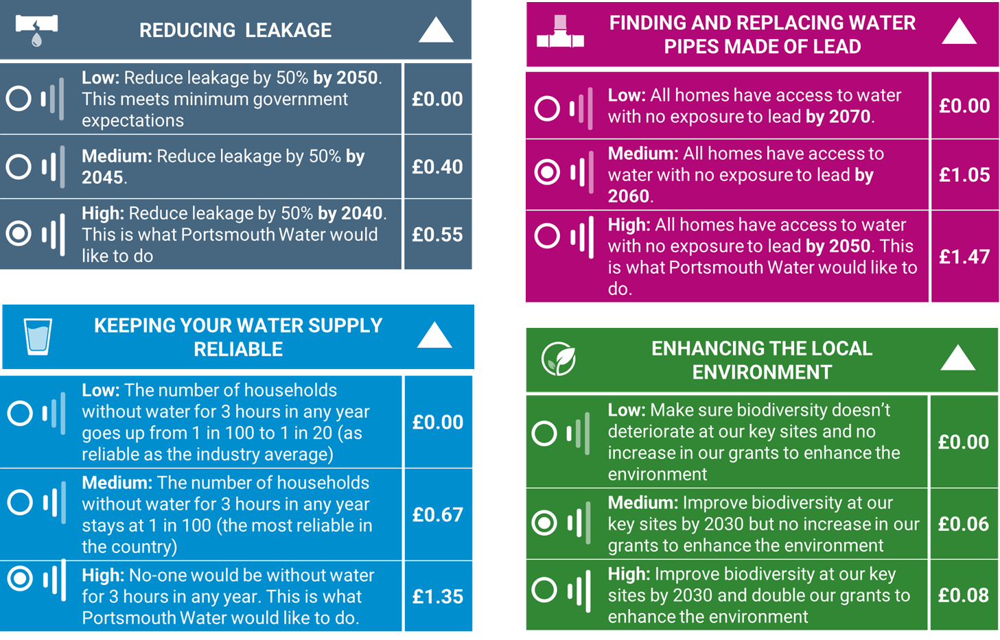 REDUCING LEAKAGE
Low: Reduce leakage by 50% by 2050.
This meets minimum government
expectations
£0.00
Medium: Reduce leakage by 50% by
2045.
£0.40
High: Reduce leakage by 50% by 2040.
This is what Portsmouth Water would
like to do
£0.55
FINDING AND REPLACING WATER
PIPES MADE OF LEAD
Low: All homes have access to water
with no exposure to lead by 2070.
£0.00
Medium: All homes have access to
water with no exposure to lead by
2060.
£1.05
High: All homes have access to water
with no exposure to lead by 2050. This
is what Portsmouth Water would like to
do.
£1.47
KEEPING YOUR WATER SUPPLY
RELIABLE
Low: The number of households
without water for 3 hours in any year
goes up from 1 in 100 to 1 in 20 (as
reliable as the industry average)
£0.00
Medium: The number of households
without water for 3 hours in any year
stays at 1 in 100 (the most reliable in
the country)
£0.67
High: No-one would be without water
for 3 hours in any year. This is what
Portsmouth Water would like to do.
£1.35
ENHANCING THE LOCAL
ENVIRONMENT
Low: Make sure biodiversity doesn’t
deteriorate at our key sites and no
increase in our grants to enhance the
environment
£0.00
Medium: Improve biodiversity at our
key sites by 2030 but no increase in our
grants to enhance the environment
£0.06
High: Improve biodiversity at our key
sites by 2030 and double our grants to
enhance the environment
£0.08